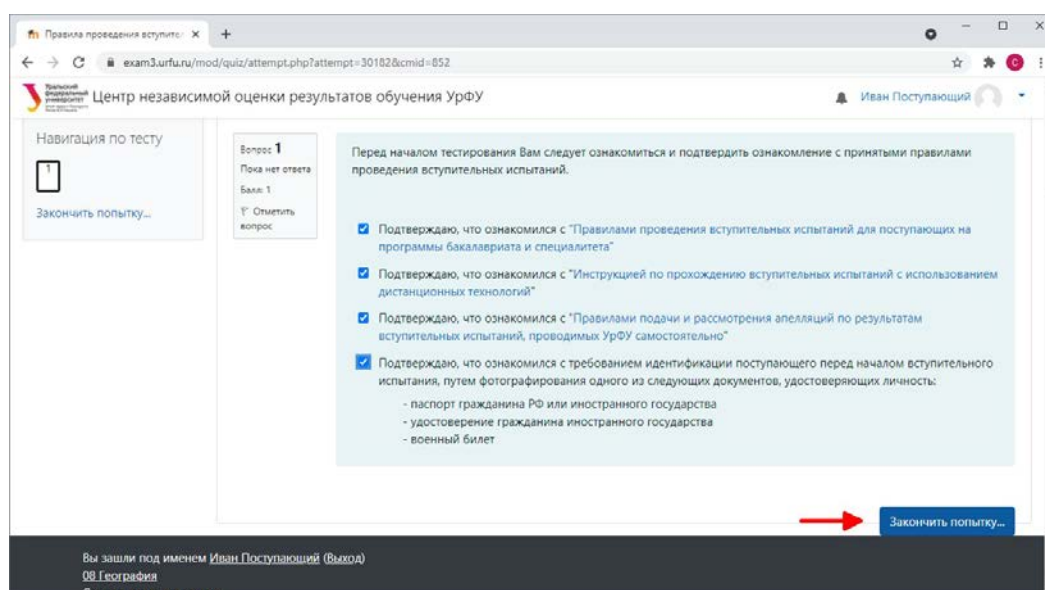 Правила проведения вступите
exam3.urfu.ru/mod/quiz/attempt.php?attempt=30182&cmid=852
C
Уральский
федеральный
университет
Центр независимой оценки результатов обучения УрФУ
Иван Поступающий
Навигация по тесту
1
Закончить попытку...
Вопрос 1
Пока нет ответа
Балл: 1
Отметить
вопрос
Перед началом тестирования Вам следует ознакомиться и подтвердить ознакомление с принятыми правилами
проведения вступительных испытаний.
Подтверждаю, что ознакомился с "Правилами проведения вступительных испытаний для поступающих на
программы бакалавриата и специалитета"
Подтверждаю, что ознакомился с "Инструкцией по прохождению вступительных испытаний с использованием
дистанционных технологий"
Подтверждаю, что ознакомился с "Правилами подачи и рассмотрения апелляций по результатам
вступительных испытаний, проводимых УрФУ самостоятельно"
Подтверждаю, что ознакомился с требованием идентификации поступающего перед началом вступительного
испытания, путем фотографирования одного из следующих документов, удостоверяющих личность:
- паспорт гражданина РФ или иностранного государства
- удостоверение гражданина иностранного государства
- военный билет
Закончить попытку...
Вы зашли под именем Иван Поступающий (Выход)
08 География